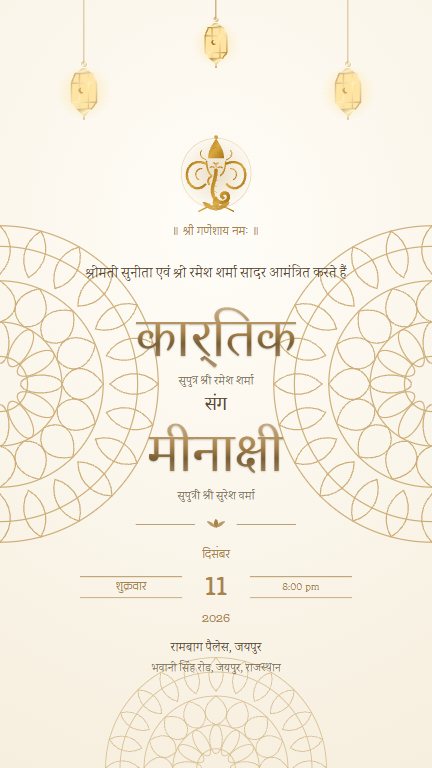 ॥ श्री गणेशाय नमः ॥
श्रीमती सुनीता एवं श्री रमेश शर्मा सादर आमंत्रित करते हैं
कार्तिक
सुपुत्र श्री रमेश शर्मा
संग
मीनाक्षी
सुपुत्री श्री सुरेश वर्मा
दिसंबर
शुक्रवार 11 8:00 pm
2026
रामबाग पैलेस, जयपुर
भवानी सिंह रोड, जयपुर, राजस्थान